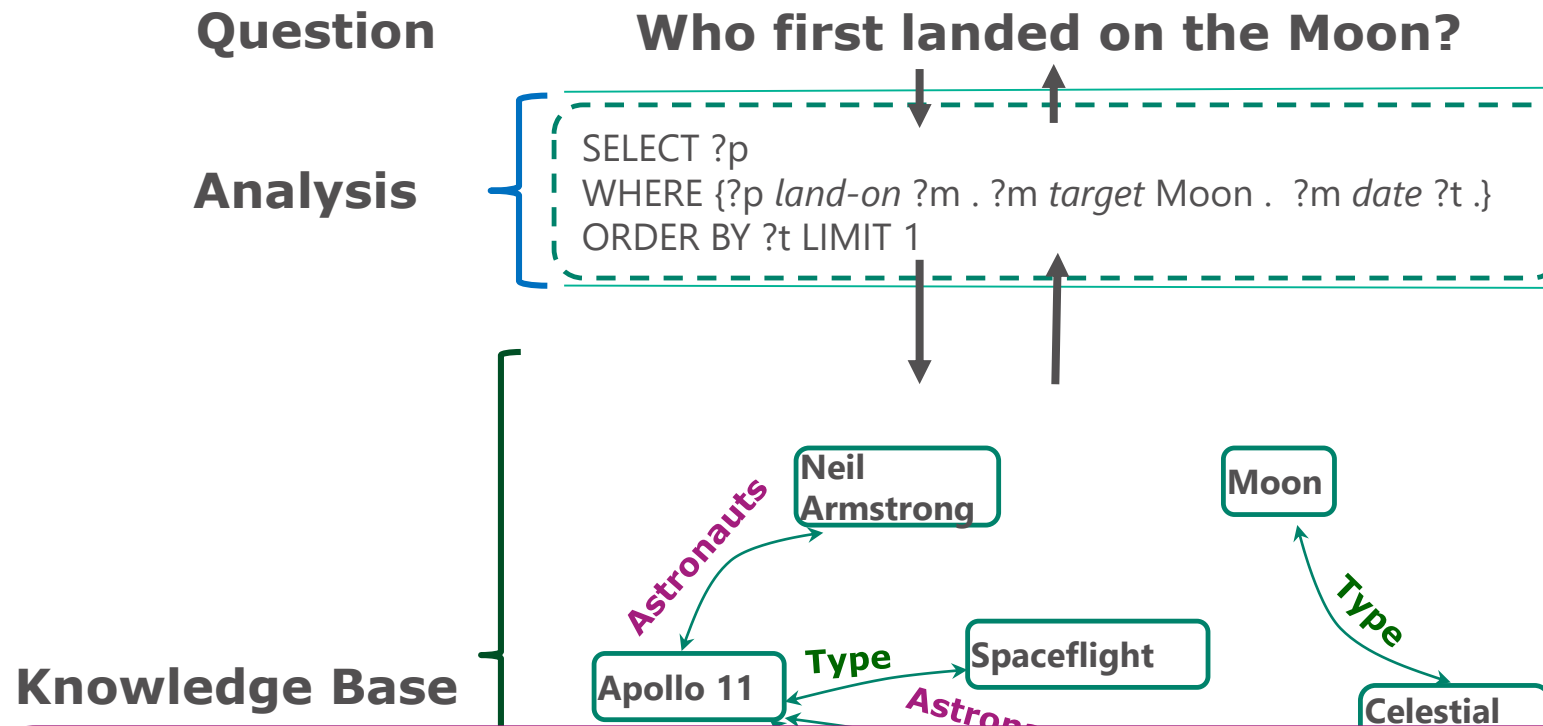 Question
Who first landed on the Moon?
Analysis
SELECT ?p
WHERE {?p land-on ?m . ?m target Moon .  ?m date ?t .}
ORDER BY ?t LIMIT 1
Neil
Armstrong
Moon
Astronauts
Type
Knowledge Base
Apollo 11
Type
Spaceflight
Celestial